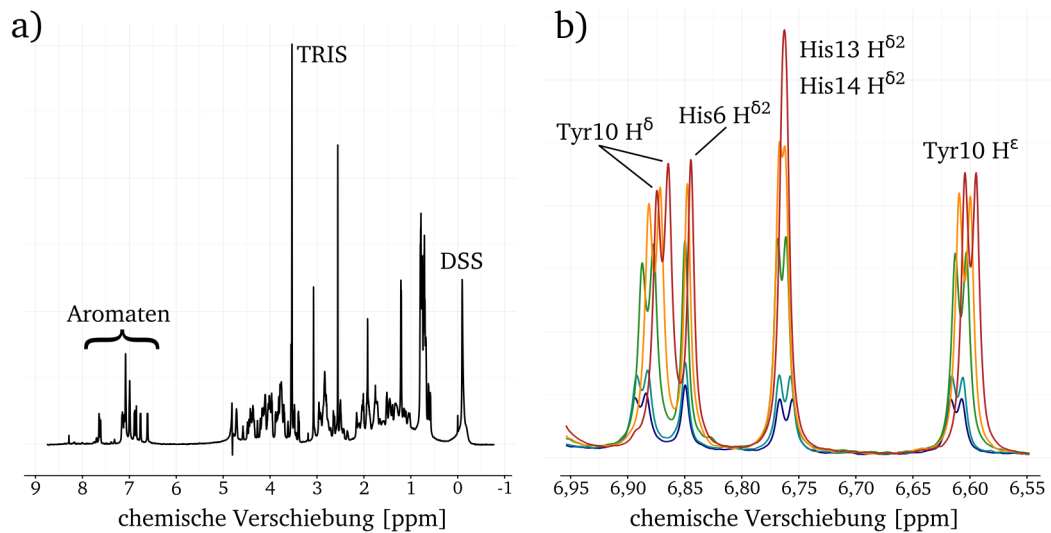 a)
TRIS
DSS
Aromaten
9 8 7 6 5 4 3 2 1 0 -1
chemische Verschiebung [ppm]
b)
His13 Hδ2
His14 Hδ2
His6 Hδ2
Tyr10 Hδ
Tyr10 Hε
6,95 6,90 6,85 6,80 6,75 6,70 6,65 6,60 6,55
chemische Verschiebung [ppm]